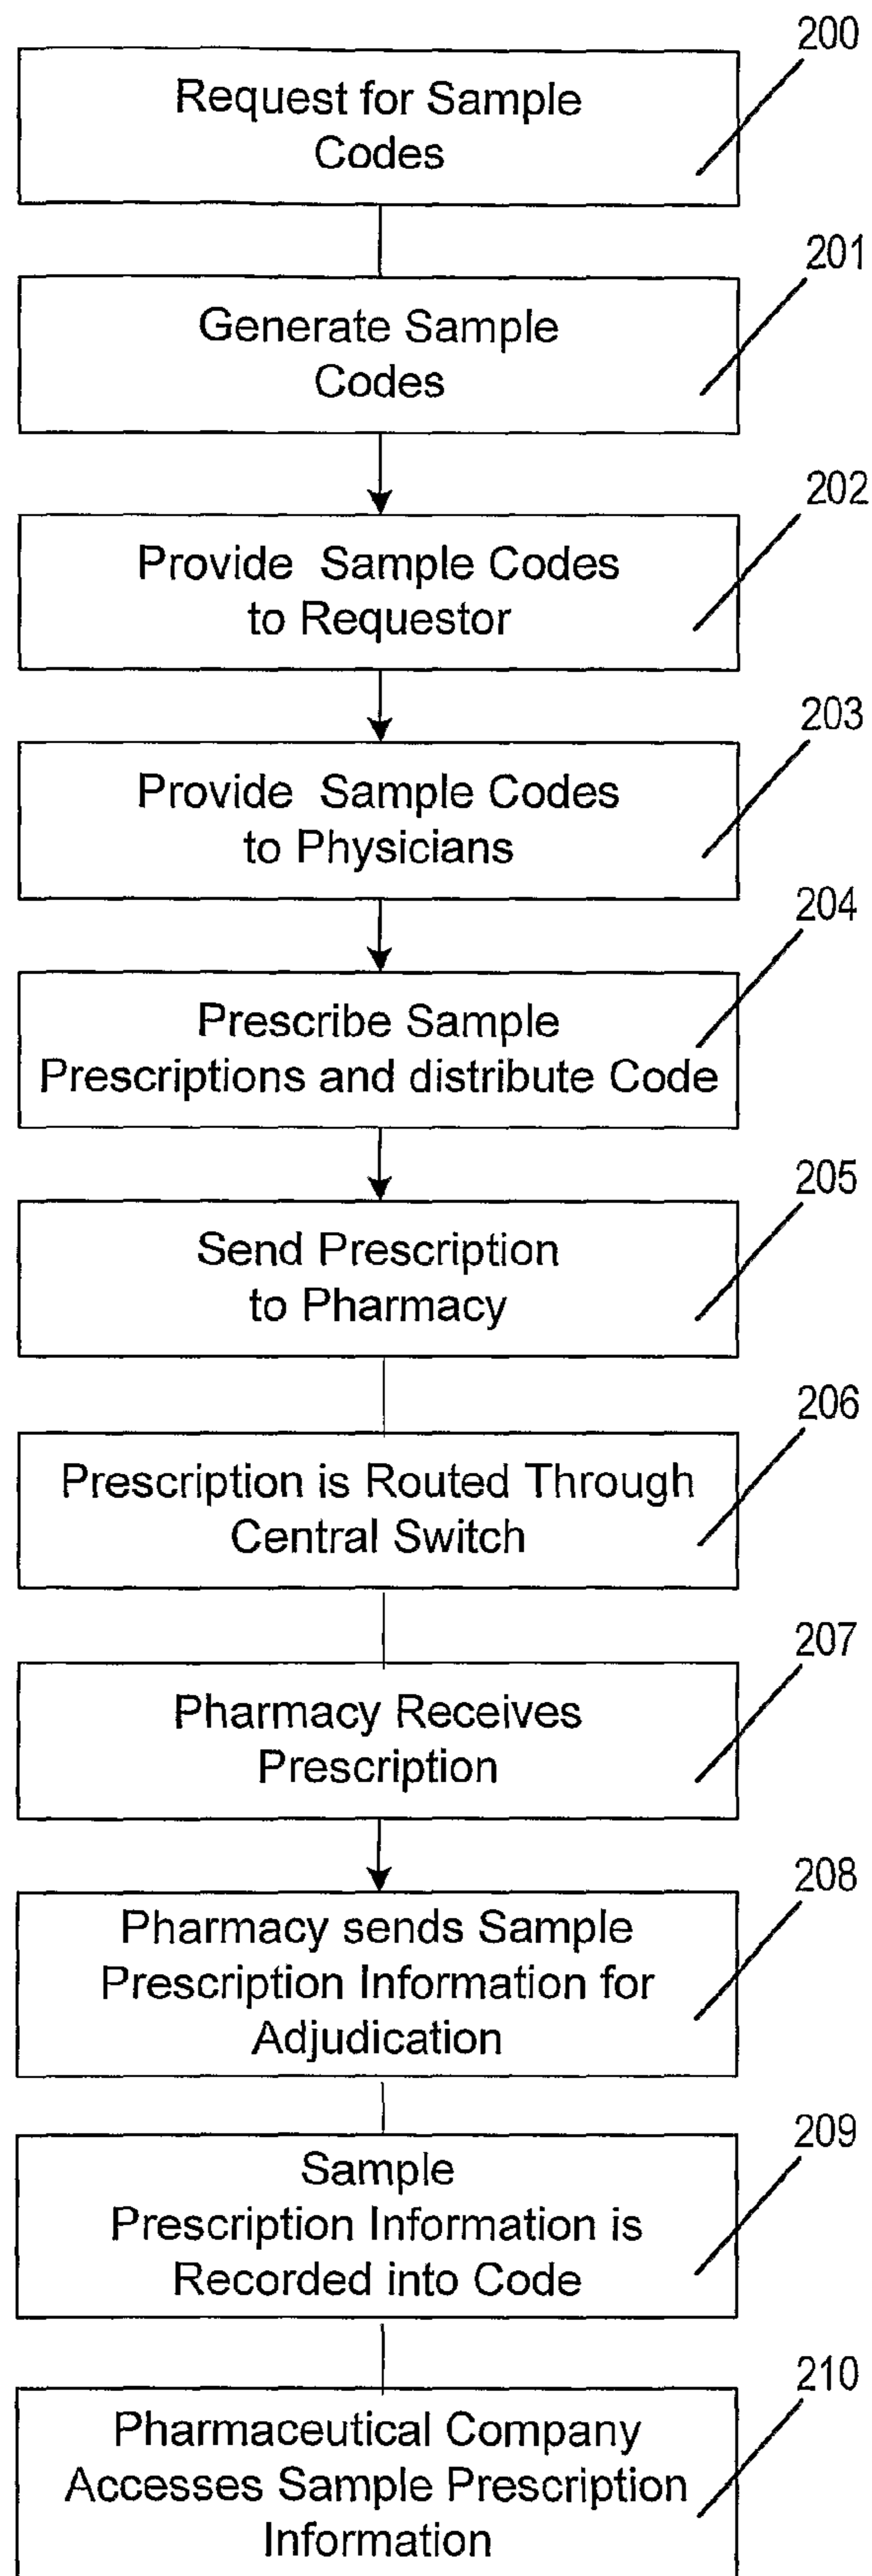 200
Request for Sample
Codes
201
Generate Sample
Codes
202
Provide Sample Codes
to Requestor
203
Provide Sample Codes
to Physicians
204
Prescribe Sample
Prescriptions and distribute Code
205
Send Prescription
to Pharmacy
206
Prescription is Routed Through
Central Switch
207
Pharmacy Receives
Prescription
208
Pharmacy sends Sample
Prescription Information for
Adjudication
209
Sample
Prescription Information is
Recorded into Code
210
Pharmaceutical Company
Accesses Sample Prescription
Information